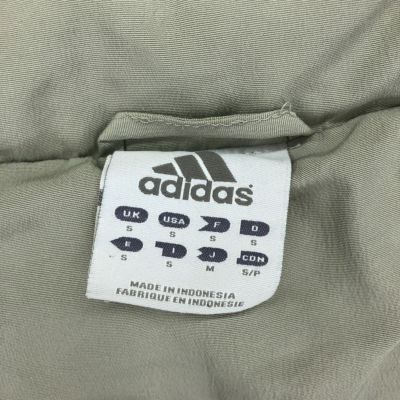 adidas
UK USA F D
S S S S
E I J CDN
S S M S/P
MADE IN INDONESIA
FABRIQUE EN INDONESIE